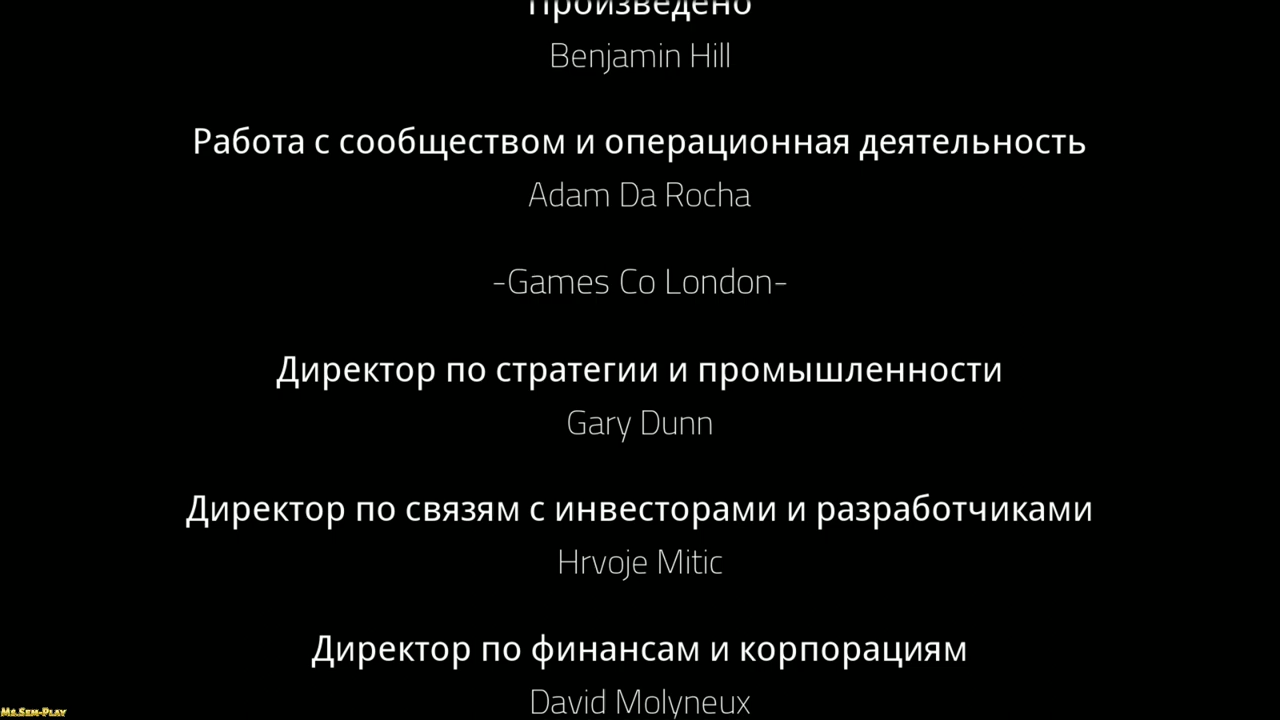 Произведено
Benjamin Hill
Работа с сообществом и операционная деятельность
Adam Da Rocha
-Games Co London-
Директор по стратегии и промышленности
Gary Dunn
Директор по связям с инвесторами и разработчиками
Hrvoje Mitic
Директор по финансам и корпорациям
David Molyneux
Ms.Sem-Play